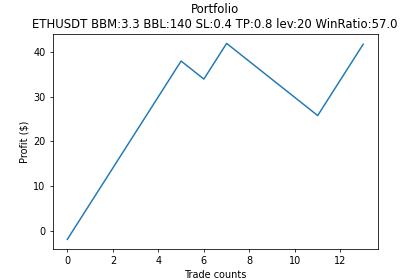 Portfolio
ETHUSDT BBM:3.3 BBL:140 SL:0.4 TP:0.8 lev:20 WinRatio:57.0
40
30
20
10
0
Profit ($)
0 2 4 6 8 10 12
Trade counts